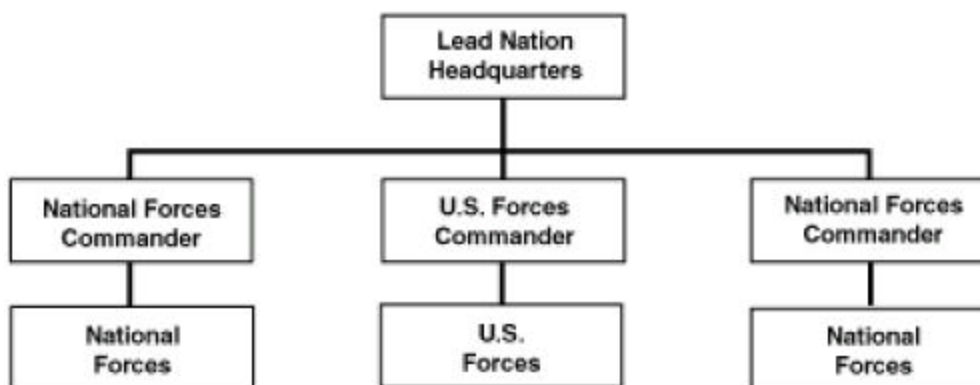 Lead Nation
Headquarters
National Forces
Commander
U.S. Forces
Commander
National Forces
Commander
National
Forces
U.S.
Forces
National
Forces